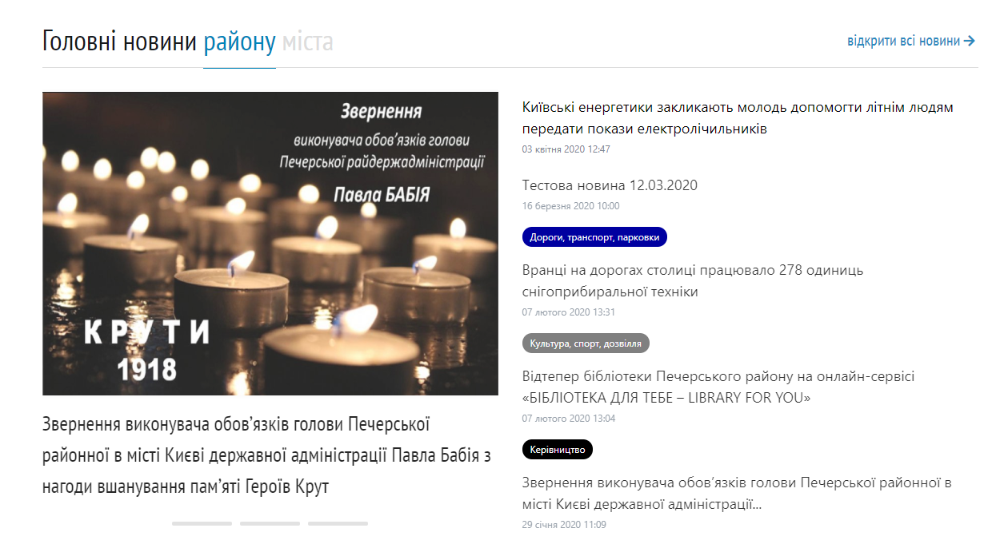 Головні новини району міста
відкрити всі новини
Звернення
виконувача обов’язків голови
Печерської райдержадміністрації
Павла БАБІЯ
КРУТИ
1918
Звернення виконувача обов’язків голови Печерської
районної в місті Києві державної адміністрації Павла Бабія з
нагоди вшанування пам’яті Героїв Крут
Київські енергетики закликають молодь допомогти літнім людям
передати покази електролічильників
03 квітня 2020 12:47
Тестова новина 12.03.2020
16 березня 2020 10:00
Дороги, транспорт, парковки
Вранці на дорогах столиці працювало 278 одиниць
снігоприбиральної техніки
07 лютого 2020 13:31
Культура, спорт, дозвілля
Відтепер бібліотеки Печерського району на онлайн-сервісі
«БІБЛІОТЕКА ДЛЯ ТЕБЕ – LIBRARY FOR YOU»
07 лютого 2020 13:04
Керівництво
Звернення виконувача обов’язків голови Печерської районної в
місті Києві державної адміністрації...
29 січня 2020 11:09